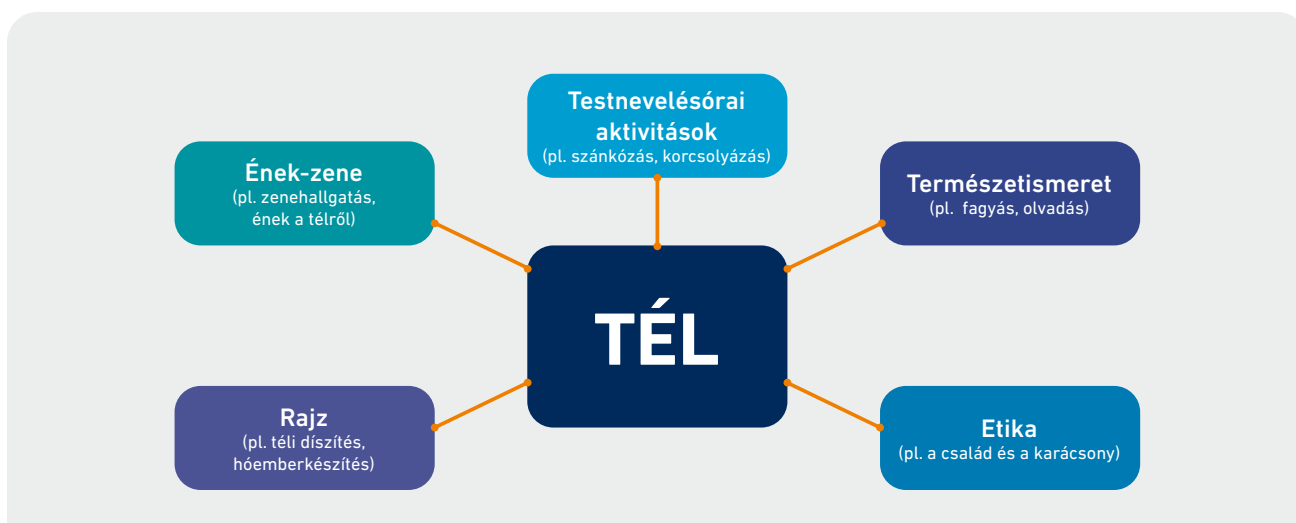 Testnevelésórai
aktivitások
(pl. szánkózás, korcsolyázás)
Ének-zene
(pl. zenehallgatás,
ének a télről)
Természetismeret
(pl. fagyás, olvadás)
TÉL
Rajz
(pl. téli díszítés,
hóemberkészítés)
Etika
(pl. a család és a karácsony)